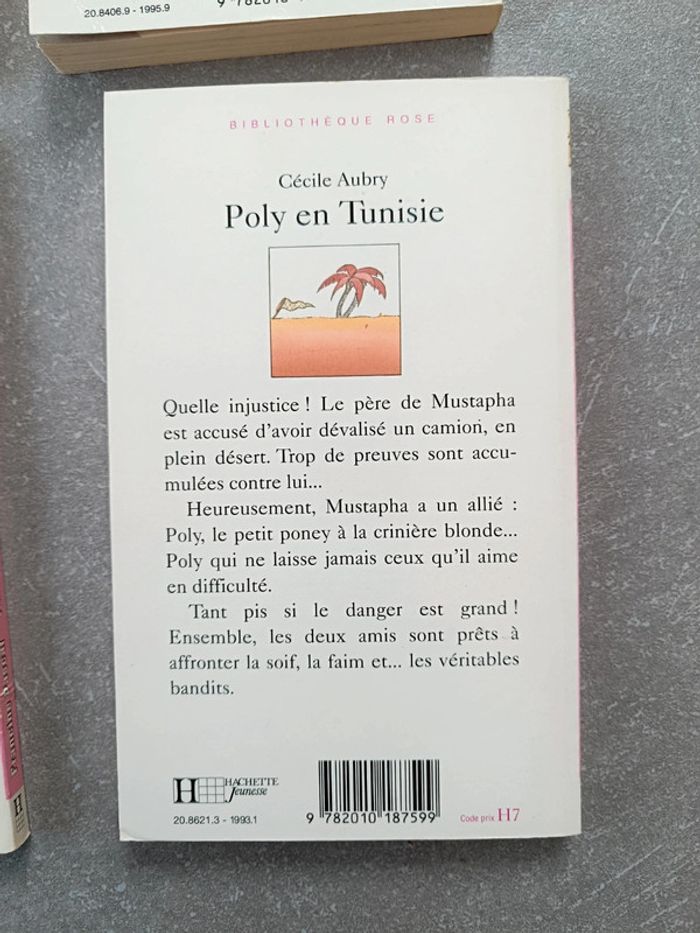 20.8406.9 - 1995.9
BIBLIOTHÈQUE ROSE
Cécile Aubry
Poly en Tunisie
Quelle injustice ! Le père de Mustapha
est accusé d'avoir dévalisé un camion, en
plein désert. Trop de preuves sont accu-
mulées contre lui...
Heureusement, Mustapha a un allié :
Poly, le petit poney à la crinière blonde...
Poly qui ne laisse jamais ceux qu'il aime
en difficulté.
Tant pis si le danger est grand !
Ensemble, les deux amis sont prêts à
affronter la soif, la faim et... les véritables
bandits.
H HACHETTE
Jeunesse
20.8621.3 - 1993.1
9 782010 187599
Code prix H7
H